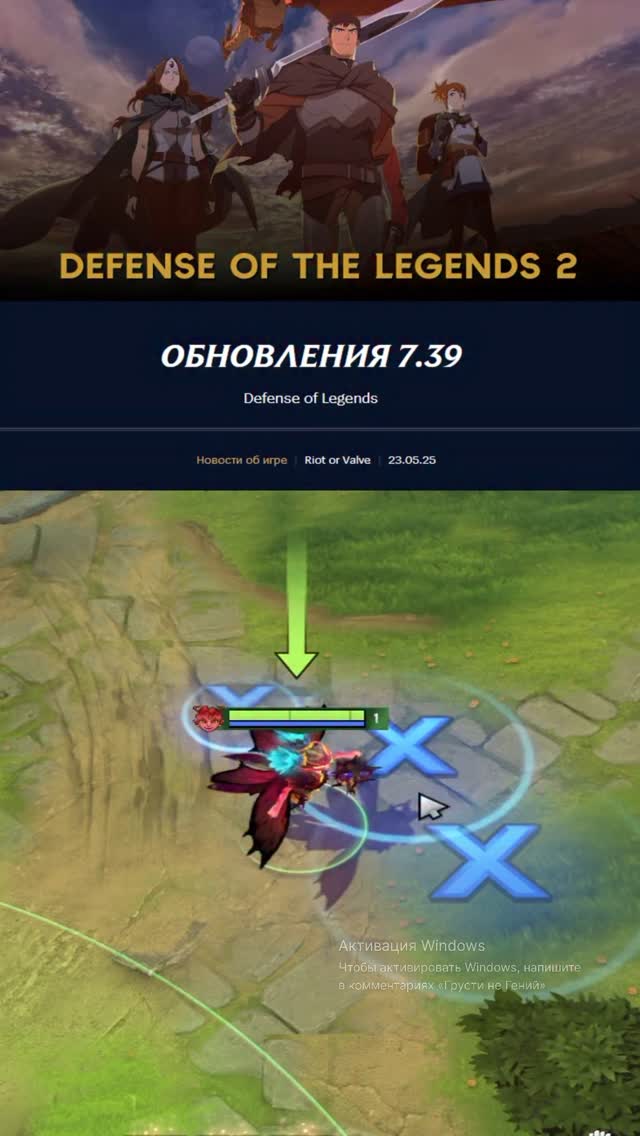 DEFENSE OF THE LEGENDS 2
ОБНОВЛЕНИЯ 7.39
Defense of Legends
Новости об игре | Riot or Valve | 23.05.25
1
Активация Windows
Чтобы активировать Windows, напишите
в комментариях «Грусти не Гений»